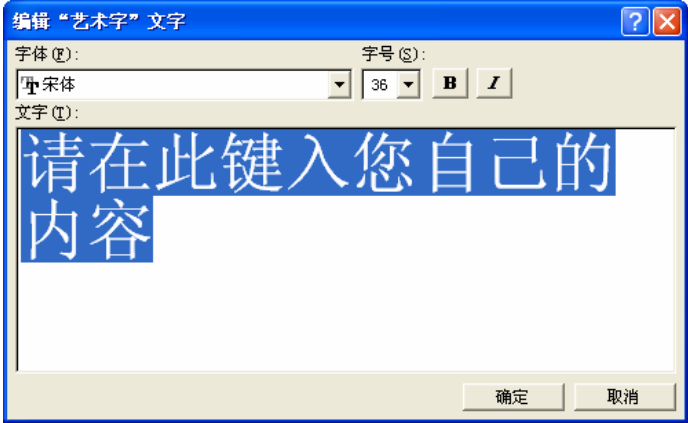 编辑“艺术字”文字
字体(F):
字号(S):
宋体
36
B
I
文字(T):
请在此键入您自己的
内容
确定
取消